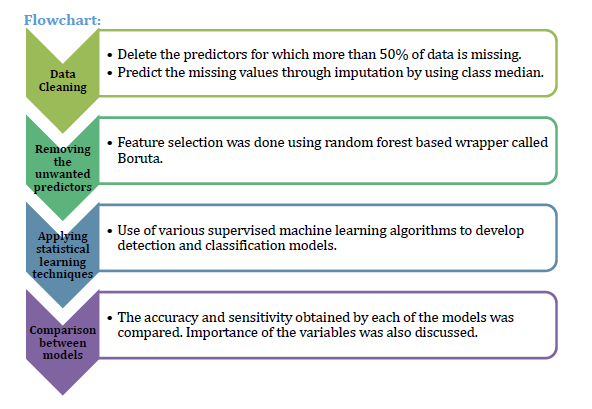 Flowchart:
Data
Cleaning
• Delete the predictors for which more than 50% of data is missing.
• Predict the missing values through imputation by using class median.
Removing
the
unwanted
predictors
• Feature selection was done using random forest based wrapper called
Boruta.
Applying
statistical
learning
techniques
• Use of various supervised machine learning algorithms to develop
detection and classification models.
Comparison
between
models
• The accuracy and sensitivity obtained by each of the models was
compared. Importance of the variables was also discussed.